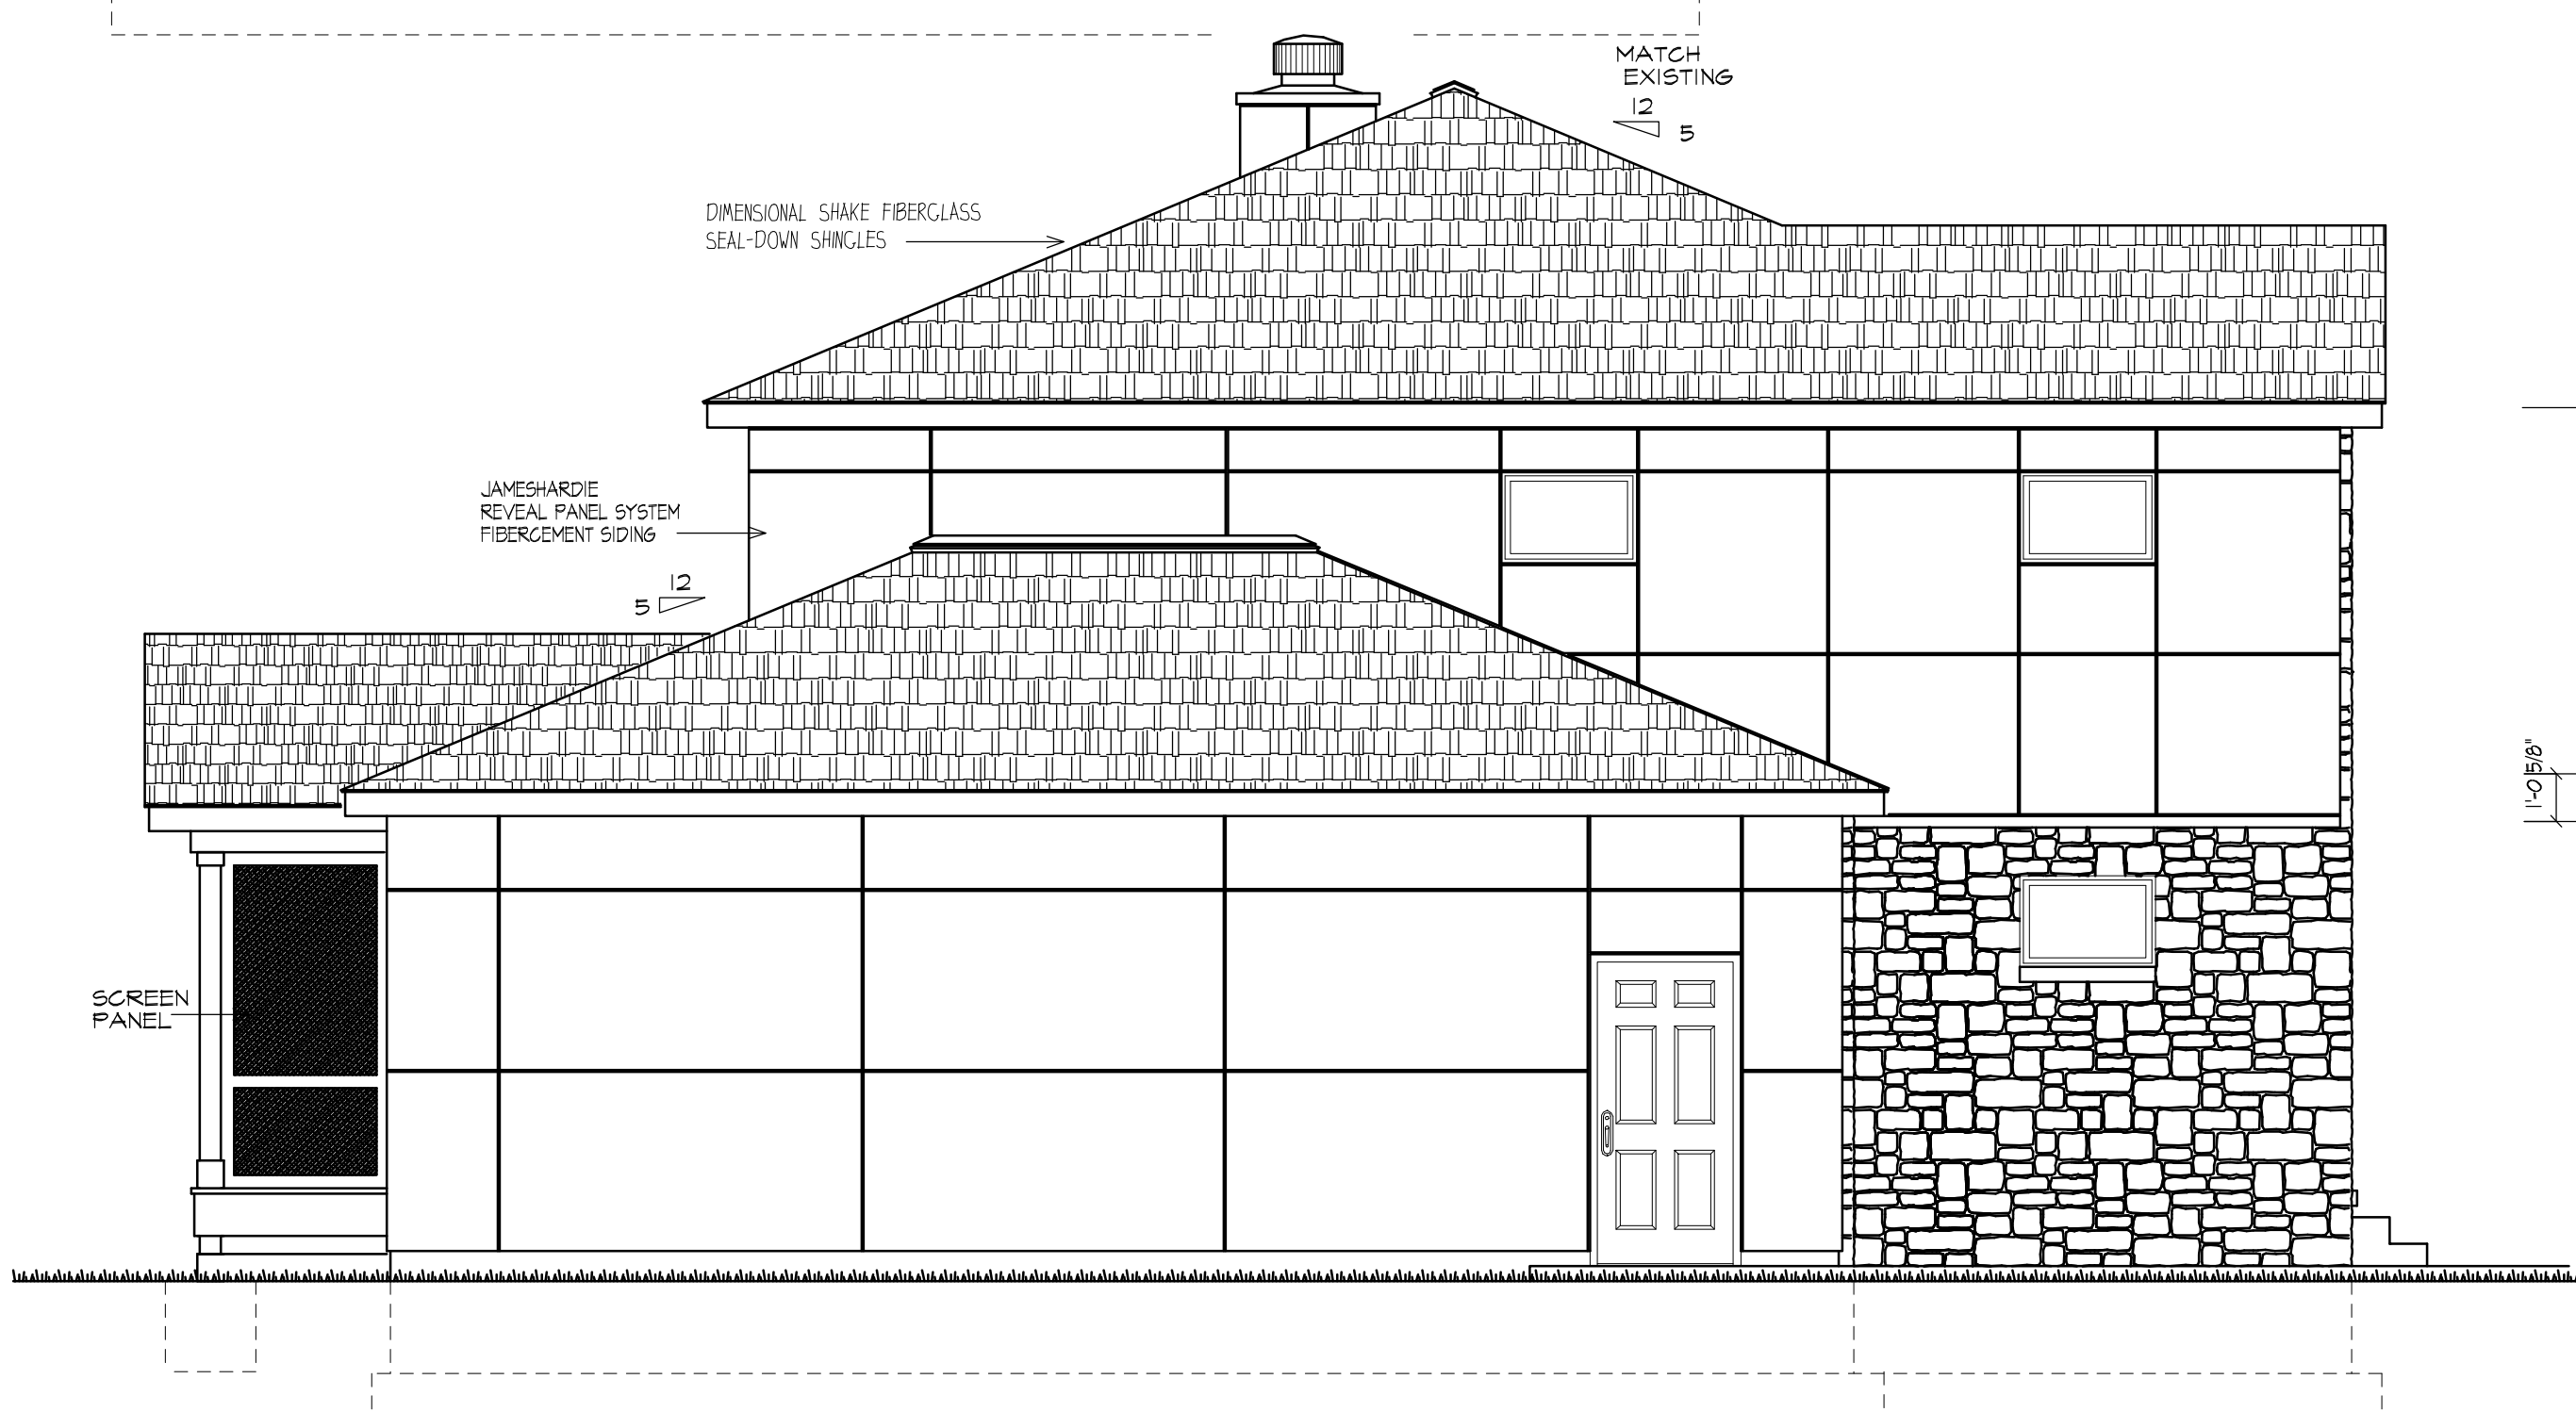 MATCH
EXISTING
12
5
DIMENSIONAL SHAKE FIBERGLASS
SEAL-DOWN SHINGLES
JAMESHARDIE
REVEAL PANEL SYSTEM
FIBERCEMENT SIDING
12
5
1'-0 5/8"
SCREEN
PANEL